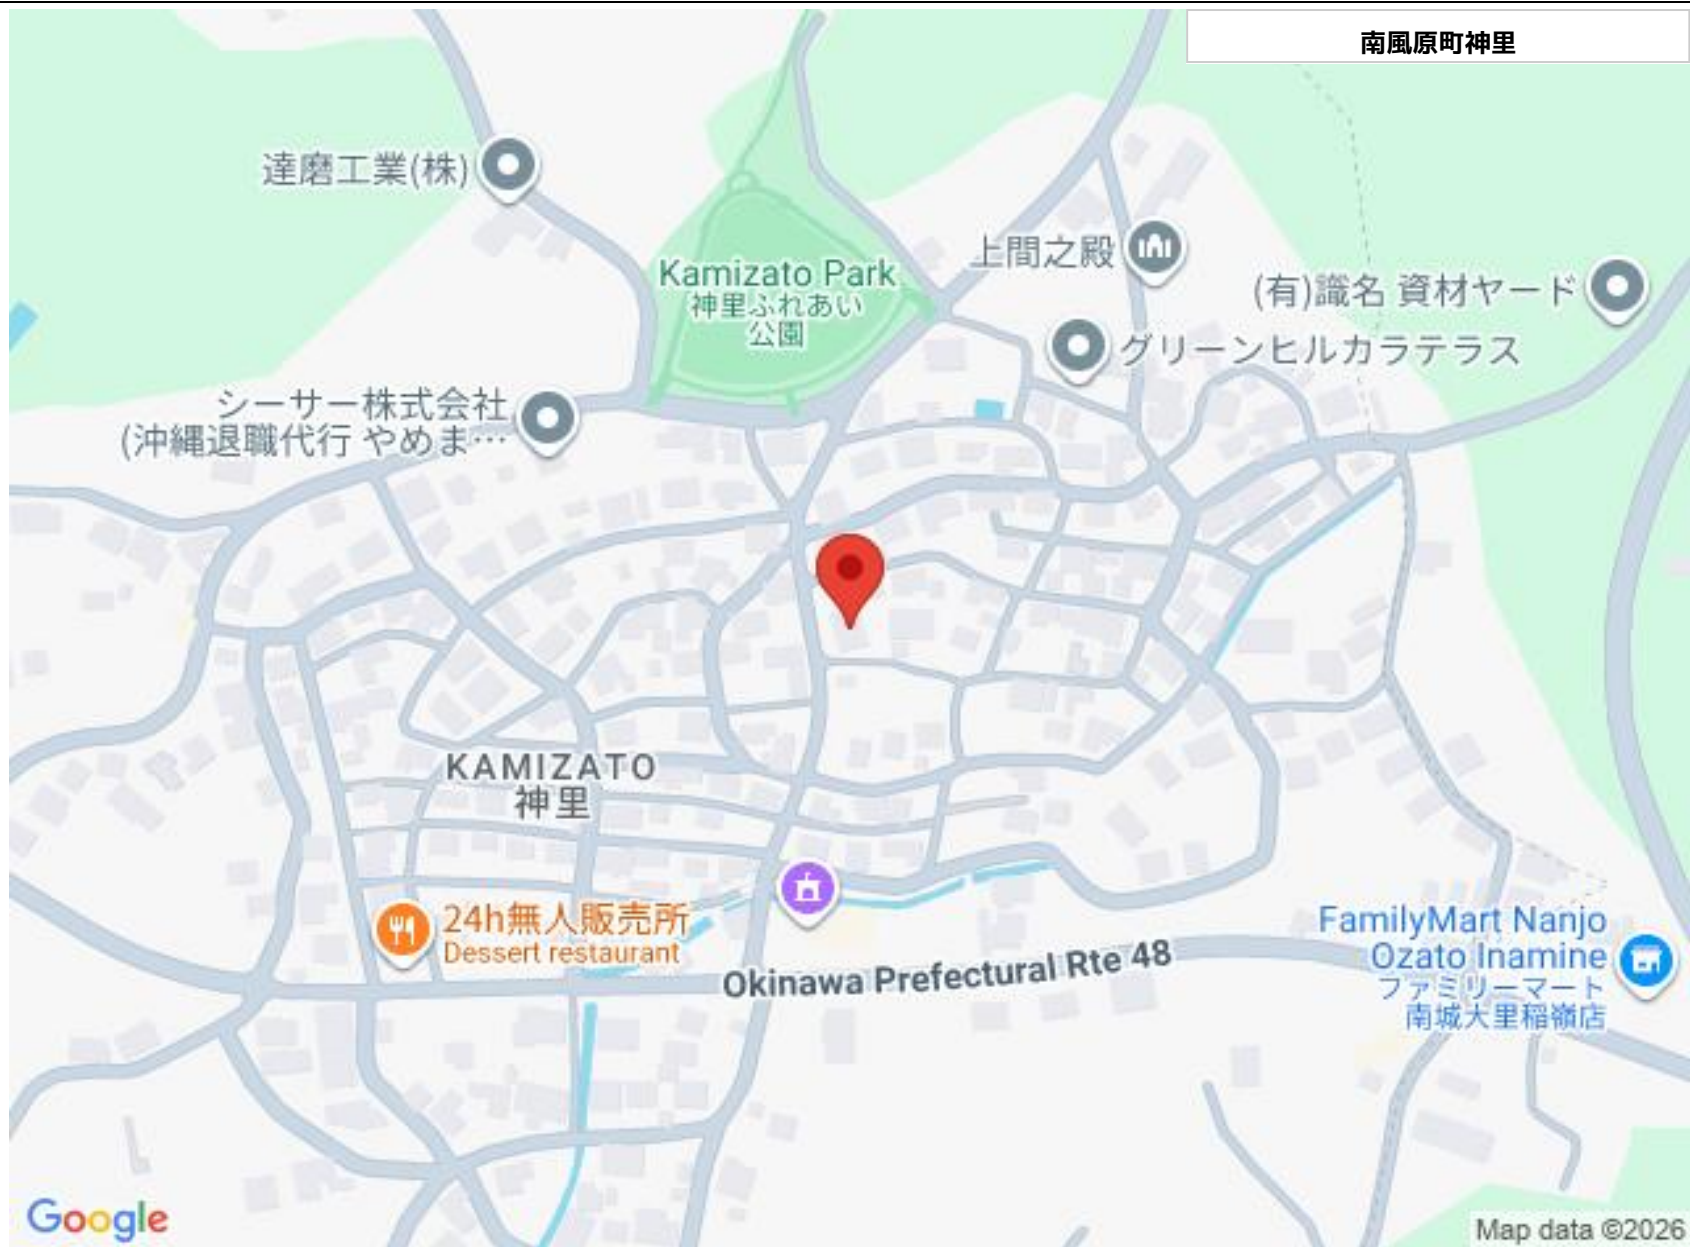 南風原町神里
達磨工業(株)
Kamizato Park
神里ふれあい
公園
上間之殿
(有)識名 資材ヤード
グリーンヒルカラテラス
シーサー株式会社
(沖縄退職代行 やめま…
KAMIZATO
神里
24h無人販売所
Dessert restaurant
Okinawa Prefectural Rte 48
FamilyMart Nanjo
Ozato Inamine
ファミリーマート
南城大里稲嶺店
Google
Map data ©2026